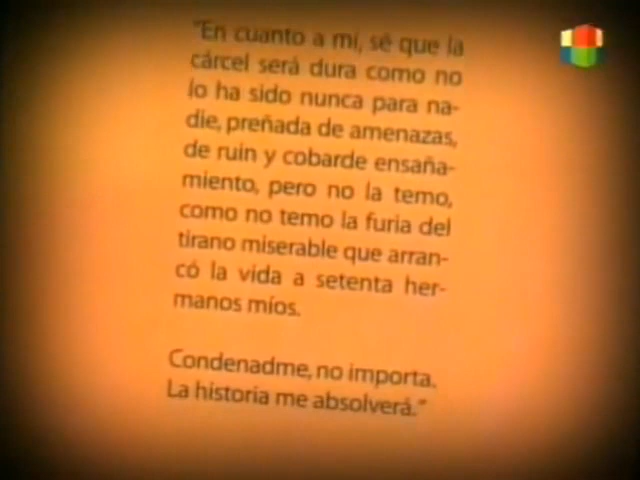 "En cuanto a mí, sé que la
cárcel será dura como no
lo ha sido nunca para na-
die, preñada de amenazas,
de ruin y cobarde ensaña-
miento, pero no la temo,
como no temo la furia del
tirano miserable que arran-
có la vida a setenta her-
manos míos.
Condenadme, no importa.
La historia me absolverá."